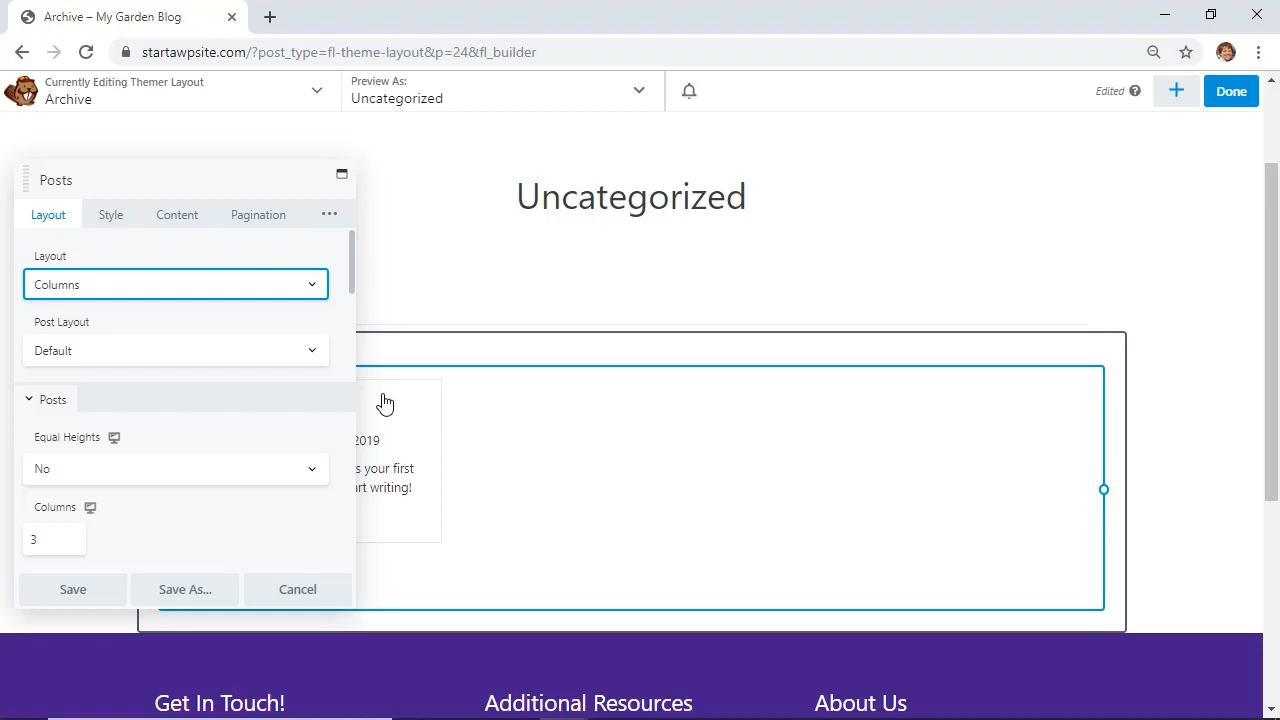 Archive – My Garden Blog
startawpsite.com/?post_type=fl-theme-layout&p=24&fl_builder
Currently Editing Themer Layout
Archive
Preview As:
Uncategorized
Edited
Done
Posts
Layout
Style
Content
Pagination
Uncategorized
Layout
Columns
Post Layout
Default
Posts
Equal Heights
No
Columns
3
2019
s your first
rt writing!
Save
Save As...
Cancel
Get In Touch!
Additional Resources
About Us